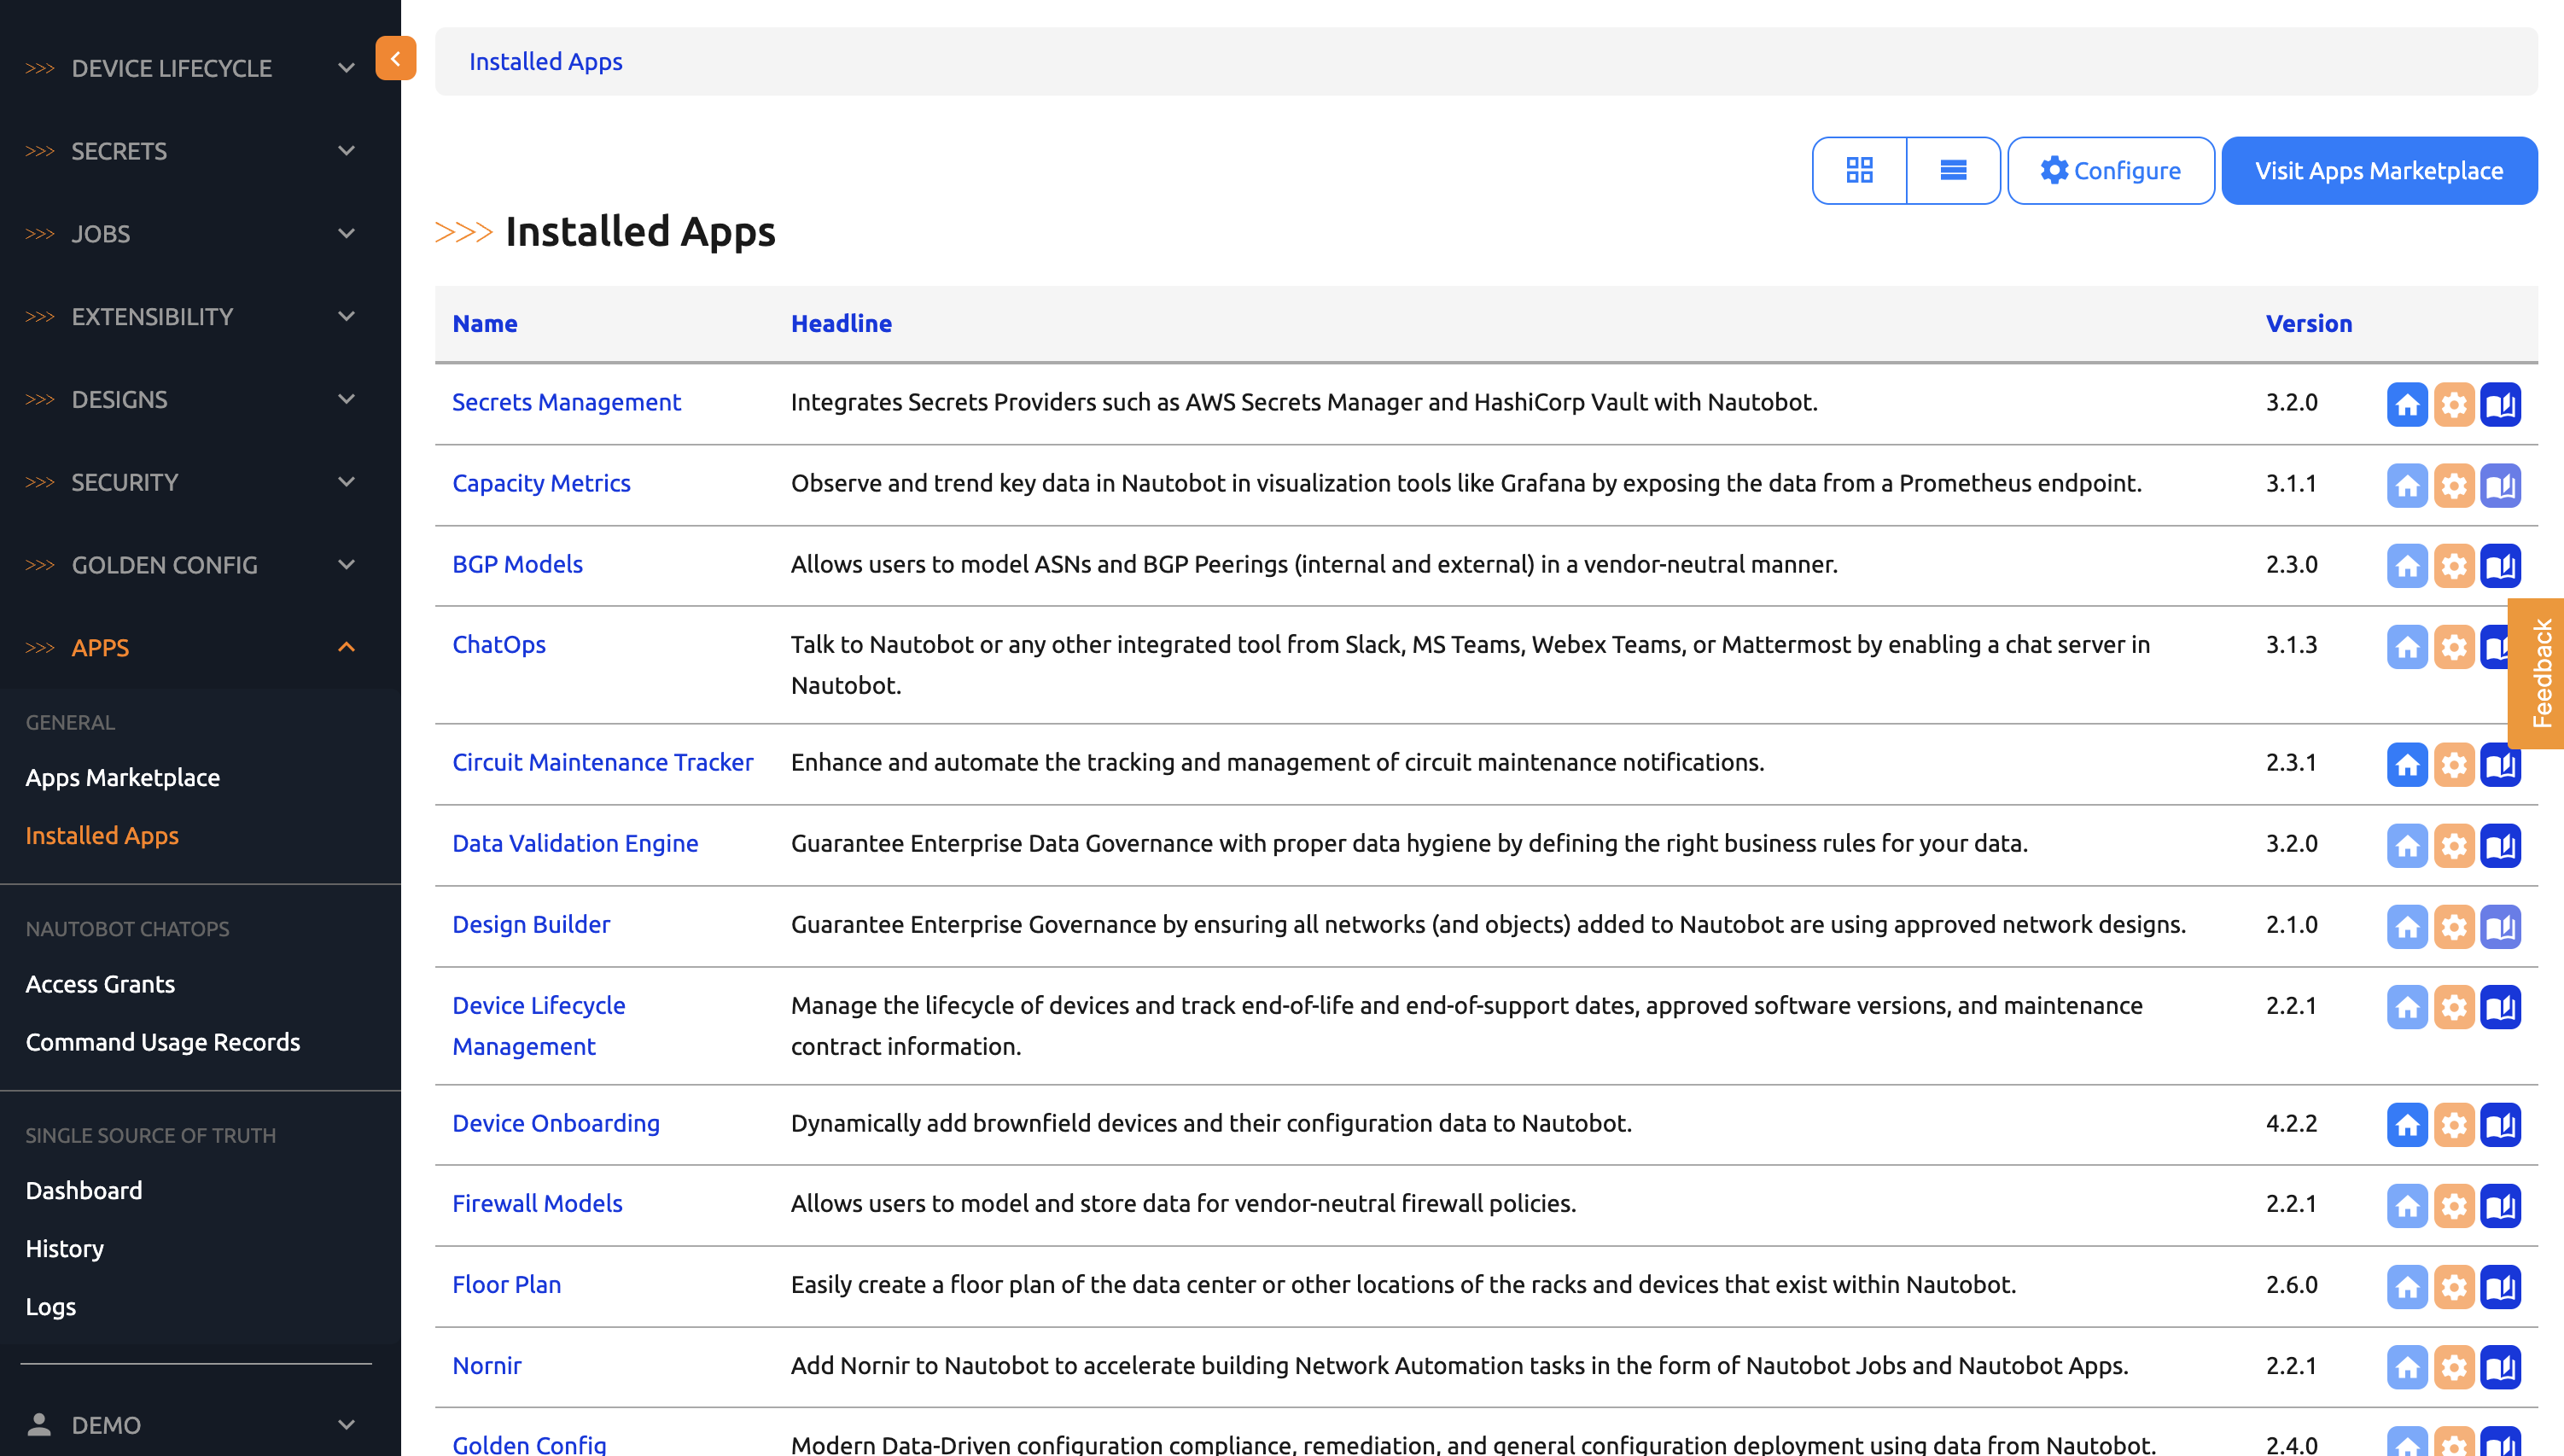 DEVICE LIFECYCLE
SECRETS
JOBS
EXTENSIBILITY
DESIGNS
SECURITY
GOLDEN CONFIG
APPS
GENERAL
Apps Marketplace
Installed Apps
NAUTOBOT CHATOPS
Access Grants
Command Usage Records
SINGLE SOURCE OF TRUTH
Dashboard
History
Logs
DEMO
Installed Apps
Configure
Visit Apps Marketplace
Installed Apps
Name Headline Version
Secrets Management Integrates Secrets Providers such as AWS Secrets Manager and HashiCorp Vault with Nautobot. 3.2.0
Capacity Metrics Observe and trend key data in Nautobot in visualization tools like Grafana by exposing the data from a Prometheus endpoint. 3.1.1
BGP Models Allows users to model ASNs and BGP Peerings (internal and external) in a vendor-neutral manner. 2.3.0
ChatOps Talk to Nautobot or any other integrated tool from Slack, MS Teams, Webex Teams, or Mattermost by enabling a chat server in 3.1.3
Nautobot.
Circuit Maintenance Tracker Enhance and automate the tracking and management of circuit maintenance notifications. 2.3.1
Data Validation Engine Guarantee Enterprise Data Governance with proper data hygiene by defining the right business rules for your data. 3.2.0
Design Builder Guarantee Enterprise Governance by ensuring all networks (and objects) added to Nautobot are using approved network designs. 2.1.0
Device Lifecycle Manage the lifecycle of devices and track end-of-life and end-of-support dates, approved software versions, and maintenance 2.2.1
Management contract information.
Device Onboarding Dynamically add brownfield devices and their configuration data to Nautobot. 4.2.2
Firewall Models Allows users to model and store data for vendor-neutral firewall policies. 2.2.1
Floor Plan Easily create a floor plan of the data center or other locations of the racks and devices that exist within Nautobot. 2.6.0
Nornir Add Nornir to Nautobot to accelerate building Network Automation tasks in the form of Nautobot Jobs and Nautobot Apps. 2.2.1
Golden Config Modern Data-Driven configuration compliance, remediation, and general configuration deployment using data from Nautobot. 2.4.0
Feedback